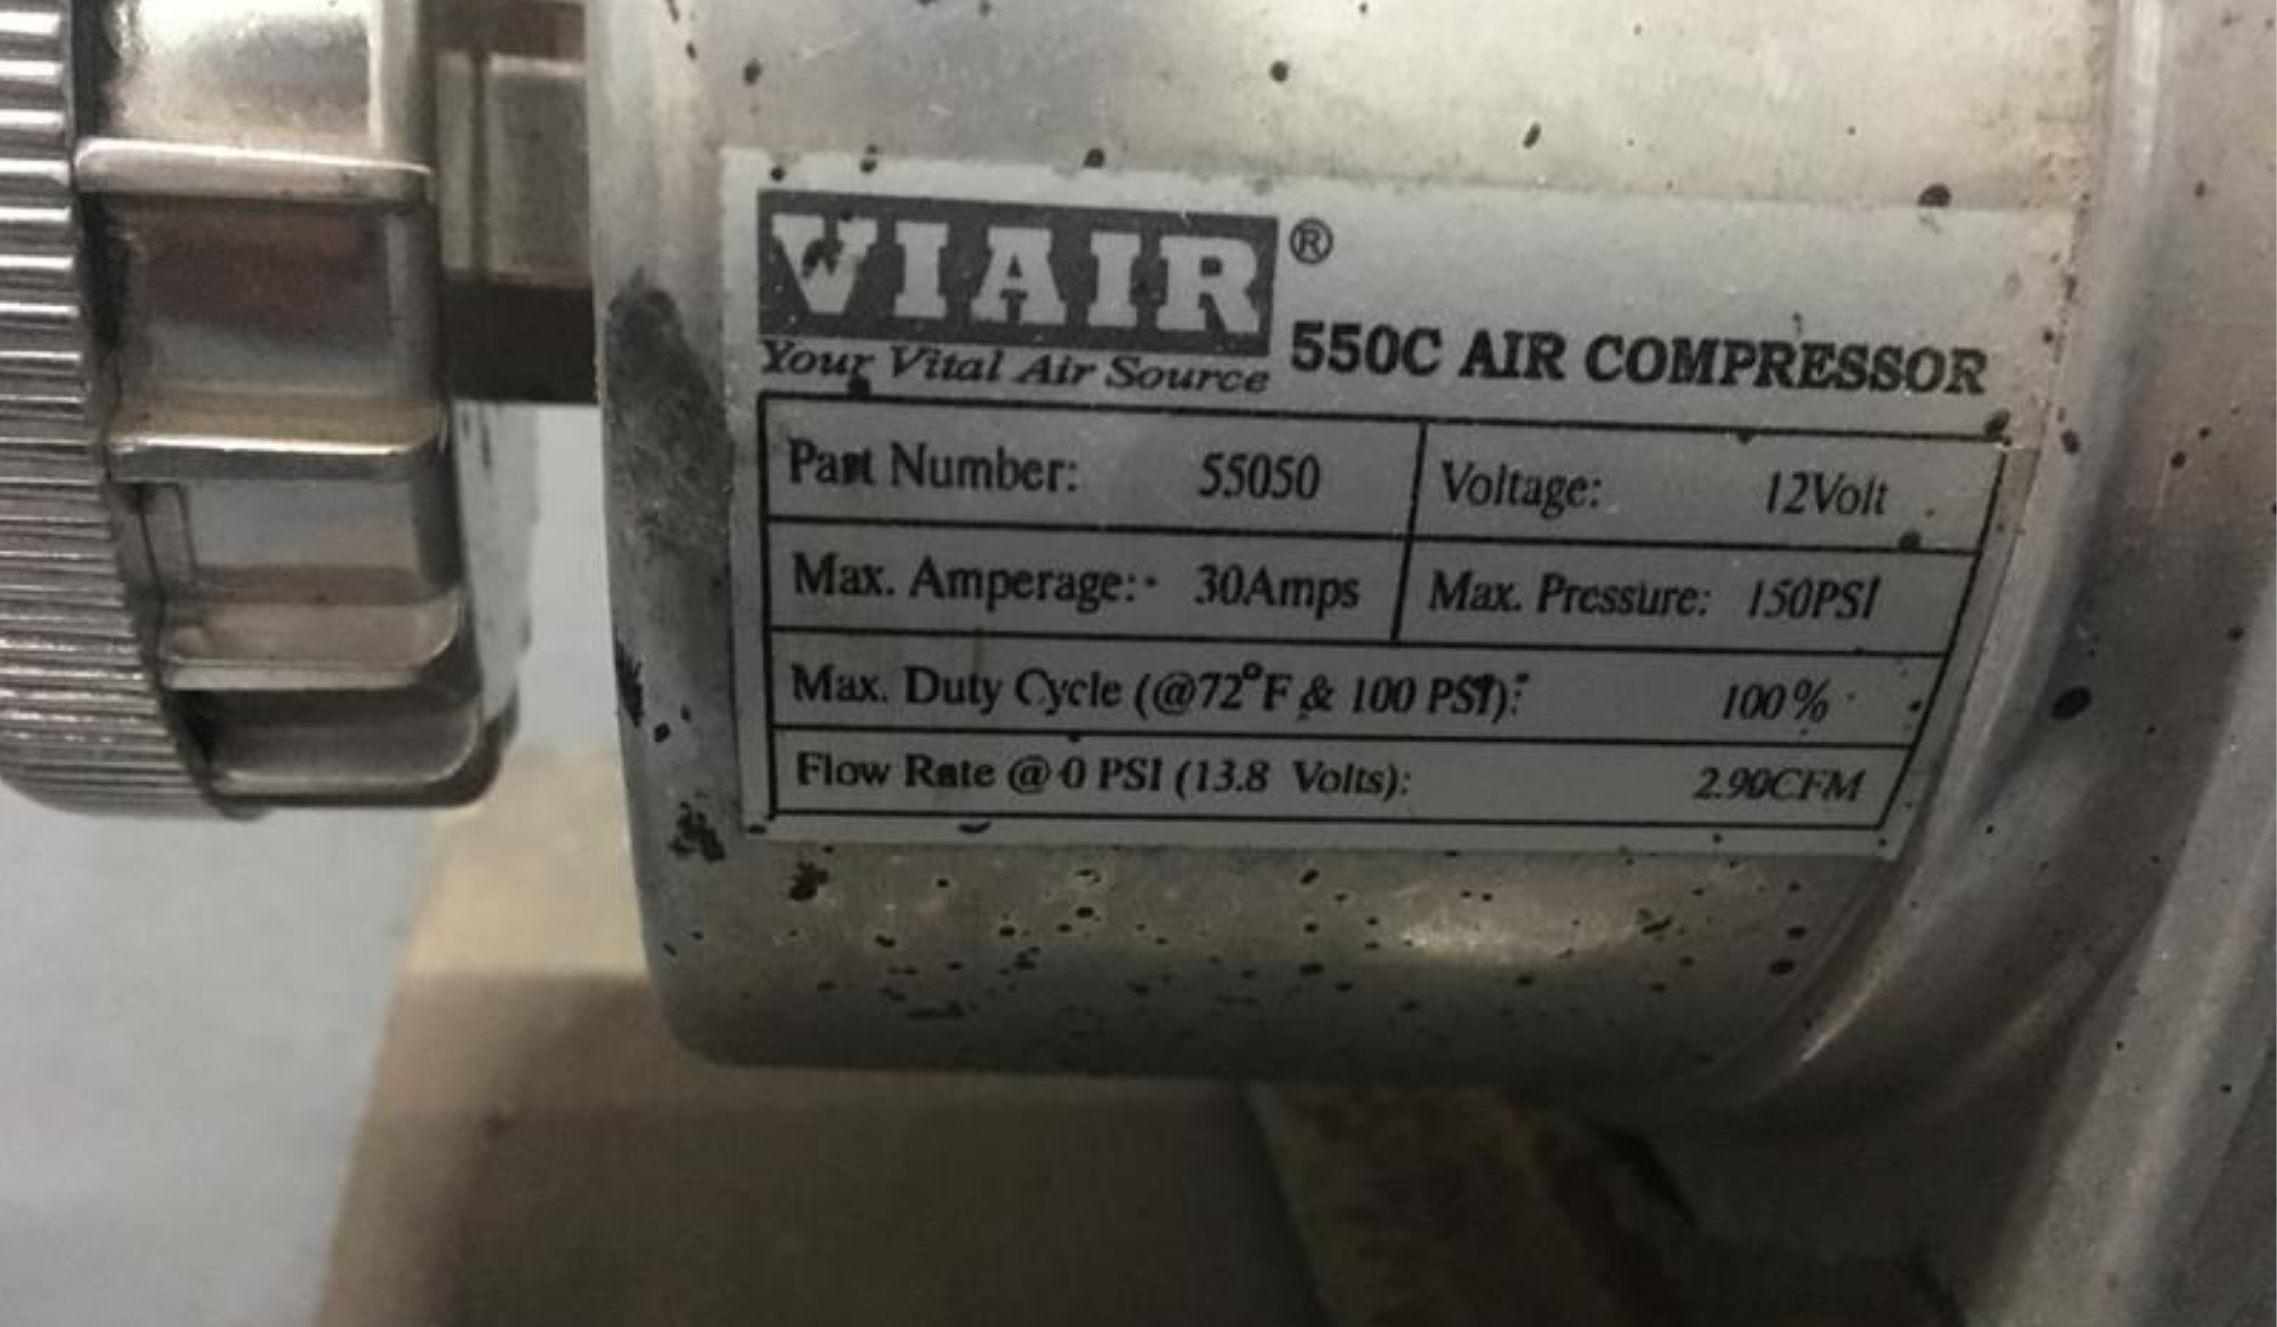 VIAIR®
Your Vital Air Source
550C AIR COMPRESSOR
Part Number: 55050 Voltage: 12Volt
Max. Amperage: 30Amps Max. Pressure: 150PSI
Max. Duty Cycle (@72°F & 100 PSI): 100%
Flow Rate @ 0 PSI (13.8 Volts): 2.90CFM